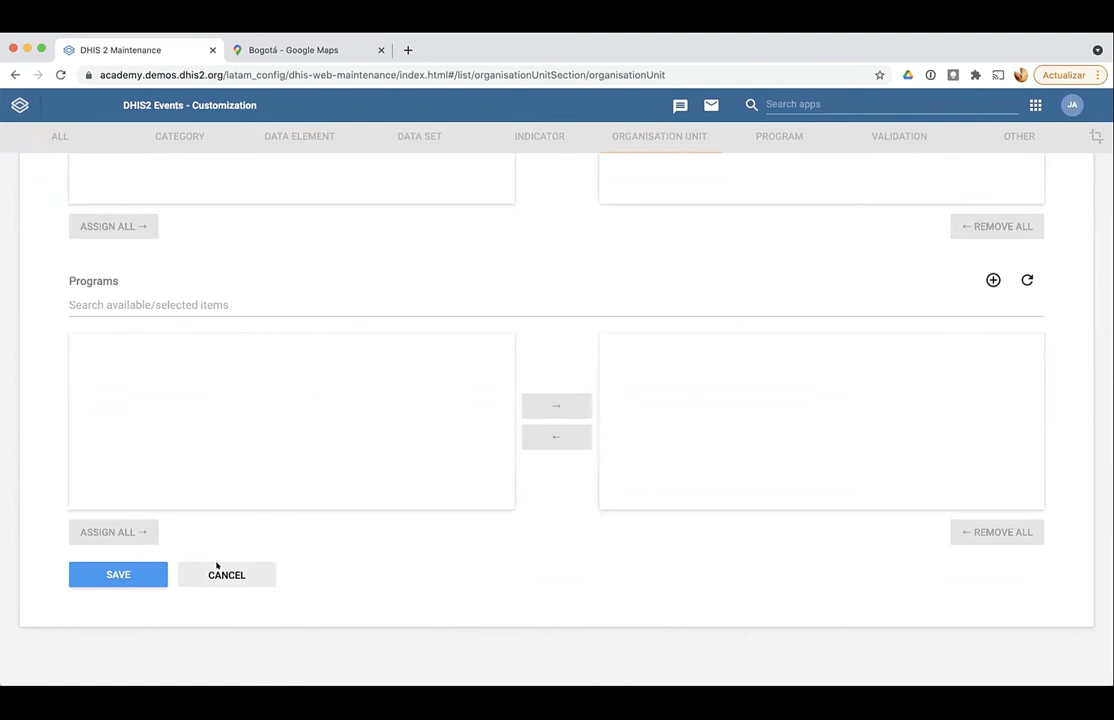 DHIS 2 Maintenance
Bogotá - Google Maps
academy.demos.dhis2.org/latam_config/dhis-web-maintenance/index.html#/list/organisationUnitSection/organisationUnit
Actualizar
DHIS2 Events - Customization
Search apps
JA
ALL
CATEGORY
DATA ELEMENT
DATA SET
INDICATOR
ORGANISATION UNIT
PROGRAM
VALIDATION
OTHER
ASSIGN ALL →
← REMOVE ALL
Programs
Search available/selected items
→
←
ASSIGN ALL →
← REMOVE ALL
SAVE
CANCEL